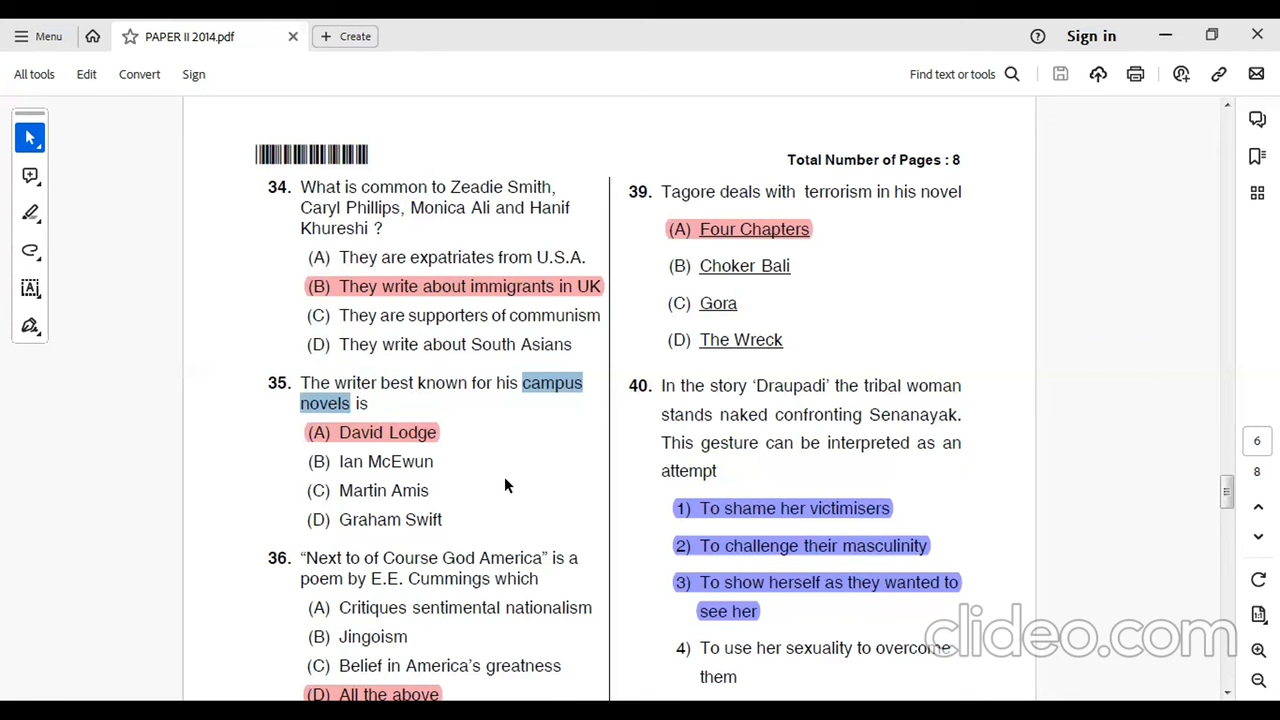 Menu
PAPER II 2014.pdf
Create
Sign in
All tools
Edit
Convert
Sign
Find text or tools
Total Number of Pages : 8
34. What is common to Zeadie Smith,
Caryl Phillips, Monica Ali and Hanif
Khureshi ?
(A) They are expatriates from U.S.A.
(B) They write about immigrants in UK
(C) They are supporters of communism
(D) They write about South Asians
35. The writer best known for his campus
novels is
(A) David Lodge
(B) Ian McEwun
(C) Martin Amis
(D) Graham Swift
36. “Next to of Course God America” is a
poem by E.E. Cummings which
(A) Critiques sentimental nationalism
(B) Jingoism
(C) Belief in America’s greatness
(D) All the above
39. Tagore deals with terrorism in his novel
(A) Four Chapters
(B) Choker Bali
(C) Gora
(D) The Wreck
40. In the story ‘Draupadi’ the tribal woman
stands naked confronting Senanayak.
This gesture can be interpreted as an
attempt
1) To shame her victimisers
2) To challenge their masculinity
3) To show herself as they wanted to
see her
4) To use her sexuality to overcome
them
6
8
clideo.com